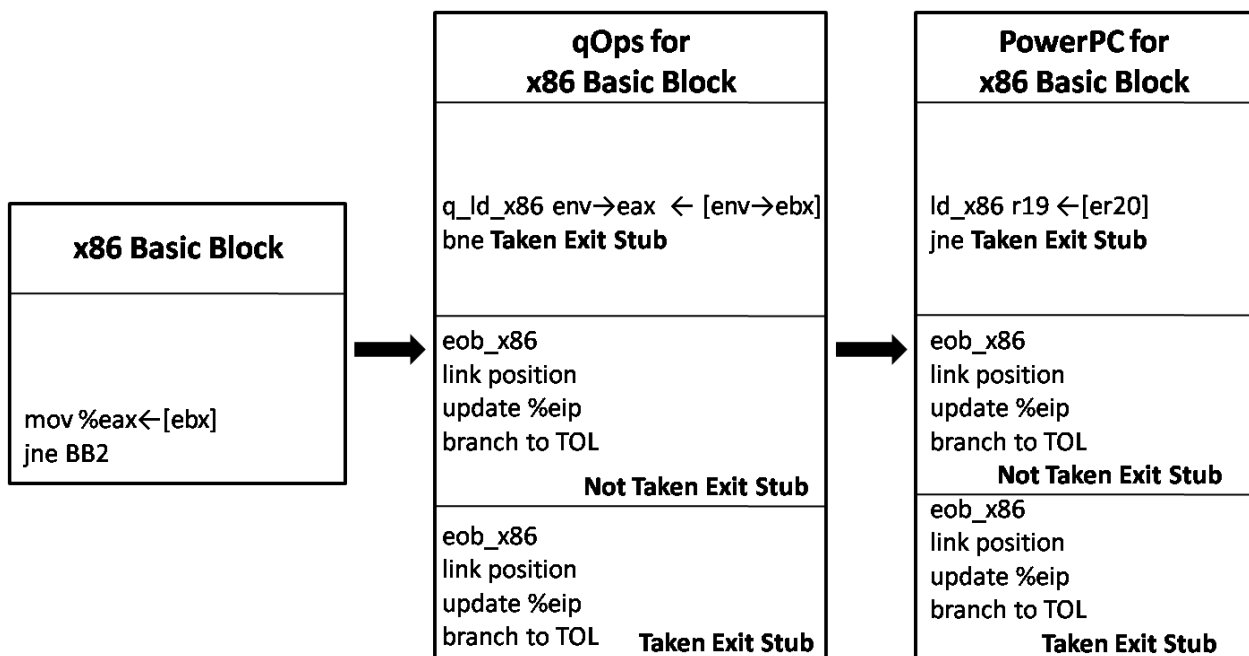 x86 Basic Block
mov %eax←[ebx]
jne BB2
qOps for
x86 Basic Block
q_ld_x86 env→eax ← [env→ebx]
bne Taken Exit Stub
eob_x86
link position
update %eip
branch to TOL
Not Taken Exit Stub
eob_x86
link position
update %eip
branch to TOL Taken Exit Stub
PowerPC for
x86 Basic Block
ld_x86 r19 ←[er20]
jne Taken Exit Stub
eob_x86
link position
update %eip
branch to TOL
Not Taken Exit Stub
eob_x86
link position
update %eip
branch to TOL
Taken Exit Stub